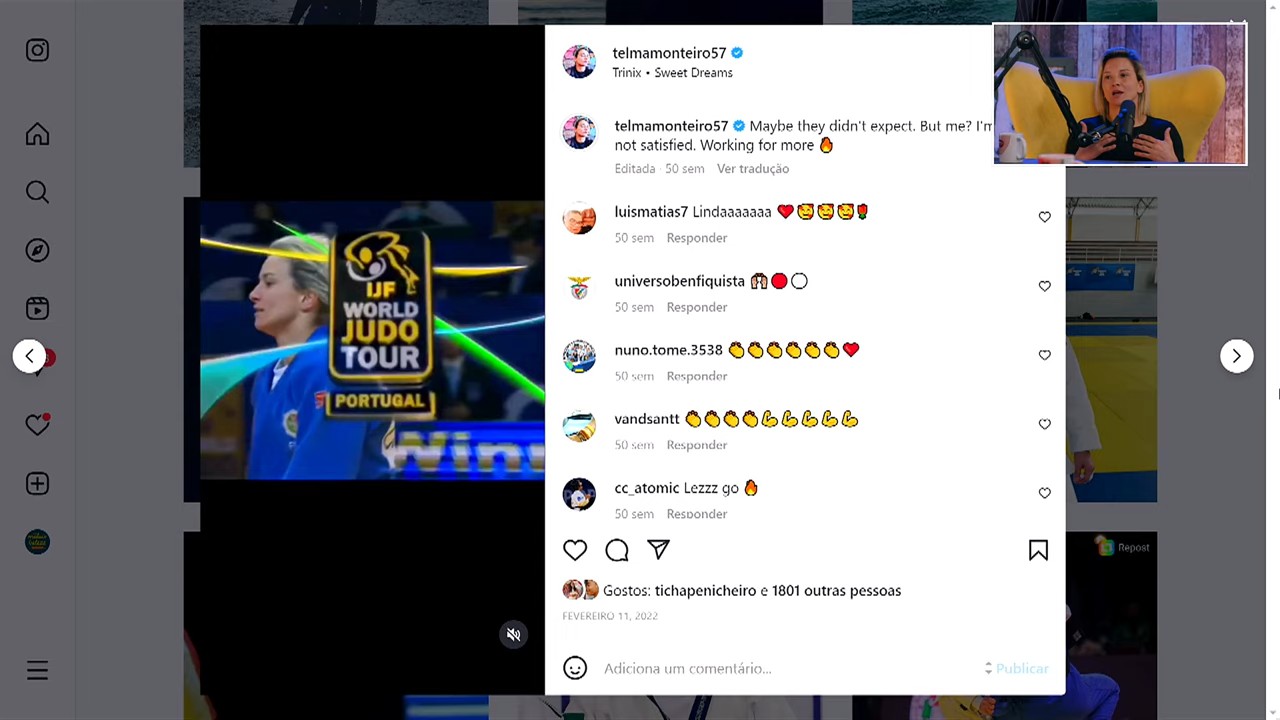 telmamonteiro57
Trinix • Sweet Dreams
telmamonteiro57 Maybe they didn't expect. But me? I'm
not satisfied. Working for more 🔥
Editada · 50 sem Ver tradução
luismatias7 Lindaaaaaaa ❤️🥰🥰🥰🌹
50 sem Responder
universobenfiquista 🙌🔴⚪
50 sem Responder
nuno.tome.3538 👏👏👏👏👏👏❤️
50 sem Responder
vandsantt 👏👏👏👏💪💪💪💪💪
50 sem Responder
cc_atomic Lezzz go 🔥
50 sem Responder
Gostos: tichapenicheiro e 1801 outras pessoas
FEVEREIRO 11, 2022
Adiciona um comentário... Publicar
IJF
WORLD
JUDO
TOUR
PORTUGAL
Repost